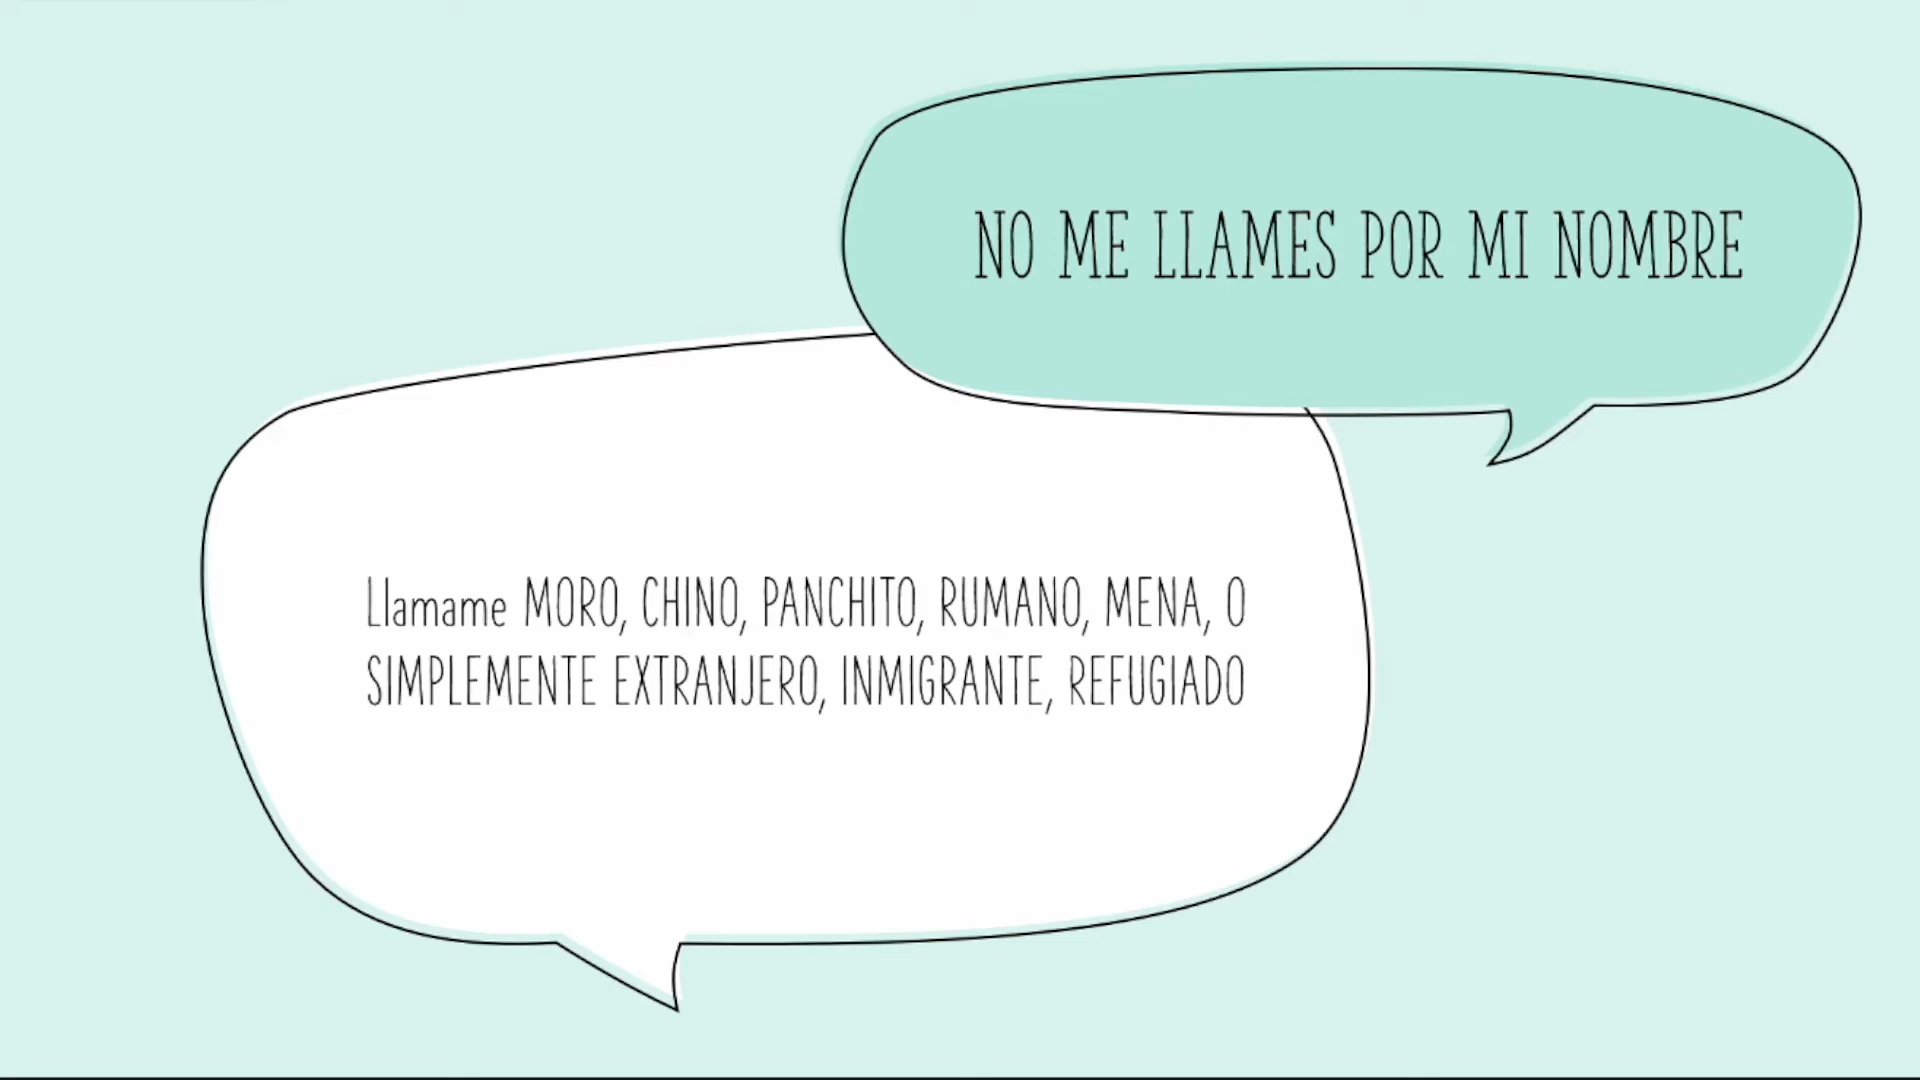 NO ME LLAMES POR MI NOMBRE
Llamame MORO, CHINO, PANCHITO, RUMANO, MENA, O
SIMPLEMENTE EXTRANJERO, INMIGRANTE, REFUGIADO